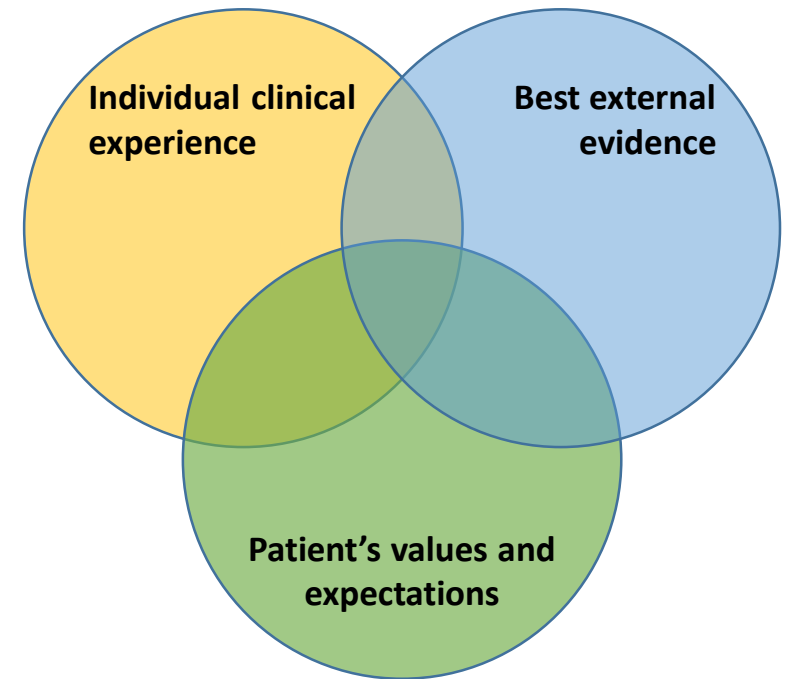 Individual clinical
experience
Best external
evidence
Patient’s values and
expectations